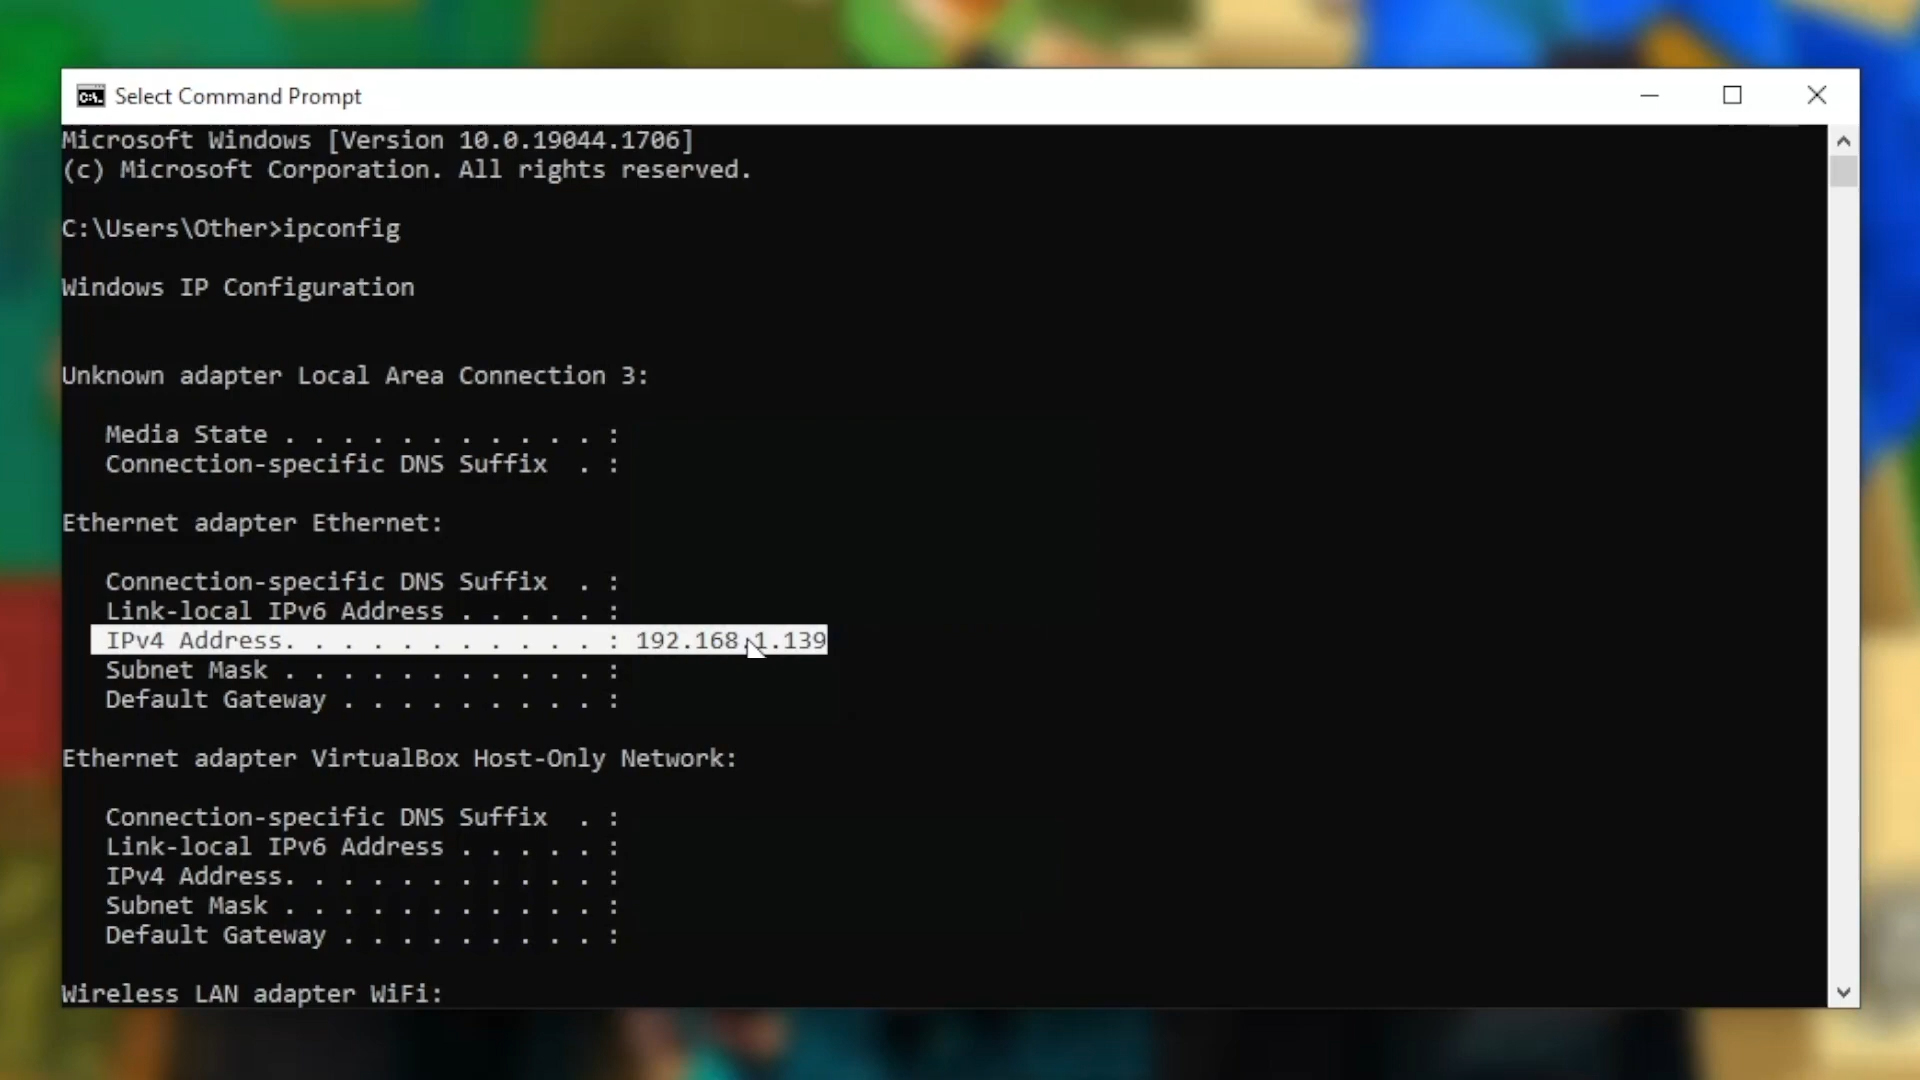 Select Command Prompt
Microsoft Windows [Version 10.0.19044.1706]
(c) Microsoft Corporation. All rights reserved.
C:\Users\Other>ipconfig
Windows IP Configuration
Unknown adapter Local Area Connection 3:
Media State . . . . . . . . . . . :
Connection-specific DNS Suffix  . :
Ethernet adapter Ethernet:
Connection-specific DNS Suffix  . :
Link-local IPv6 Address . . . . . :
IPv4 Address. . . . . . . . . . . : 192.168.1.139
Subnet Mask . . . . . . . . . . . :
Default Gateway . . . . . . . . . :
Ethernet adapter VirtualBox Host-Only Network:
Connection-specific DNS Suffix  . :
Link-local IPv6 Address . . . . . :
IPv4 Address. . . . . . . . . . . :
Subnet Mask . . . . . . . . . . . :
Default Gateway . . . . . . . . . :
Wireless LAN adapter WiFi: